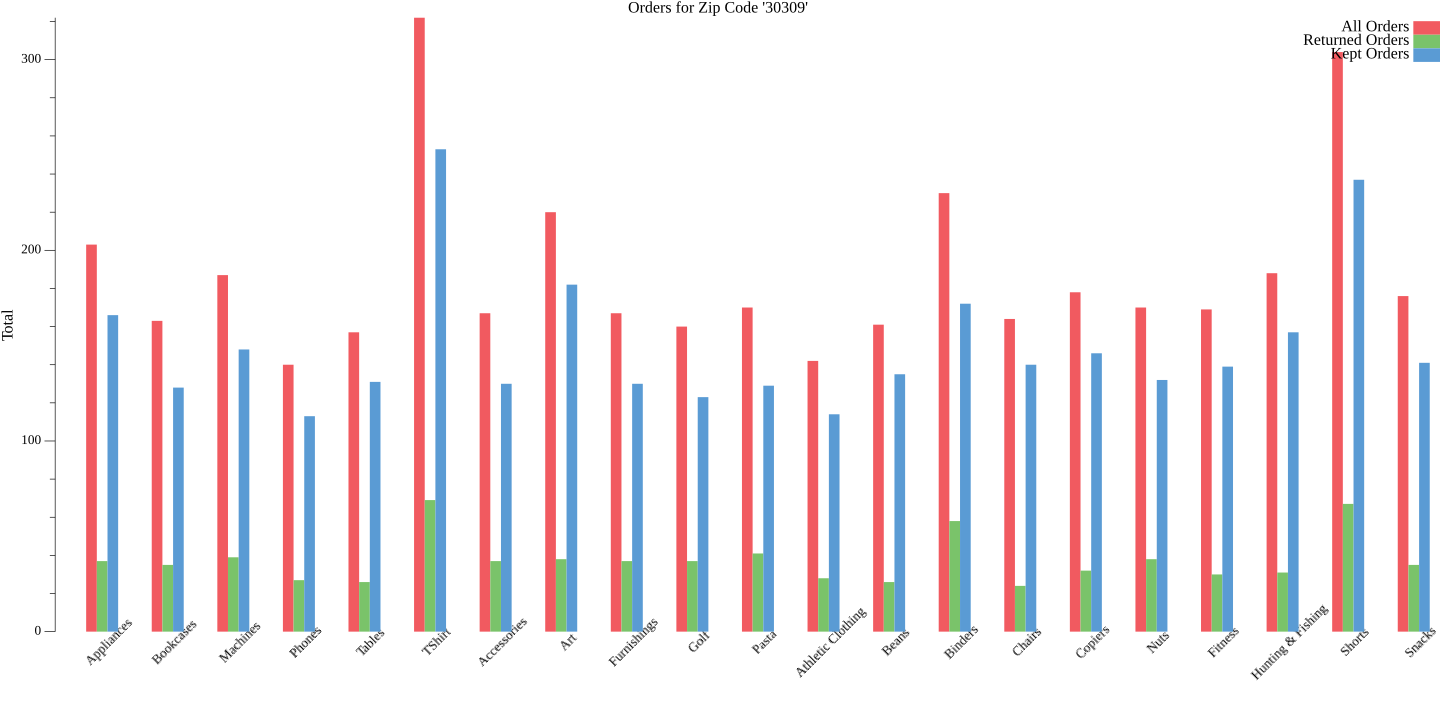 Orders for Zip Code '30309'
All Orders
Returned Orders
Kept Orders
300
200
100
0
Total
Appliances
Bookcases
Machines
Phones
Tables
TShirt
Accessories
Art
Furnishings
Golf
Pasta
Athletic Clothing
Beans
Binders
Chairs
Copiers
Nuts
Fitness
Hunting & Fishing
Shorts
Snacks